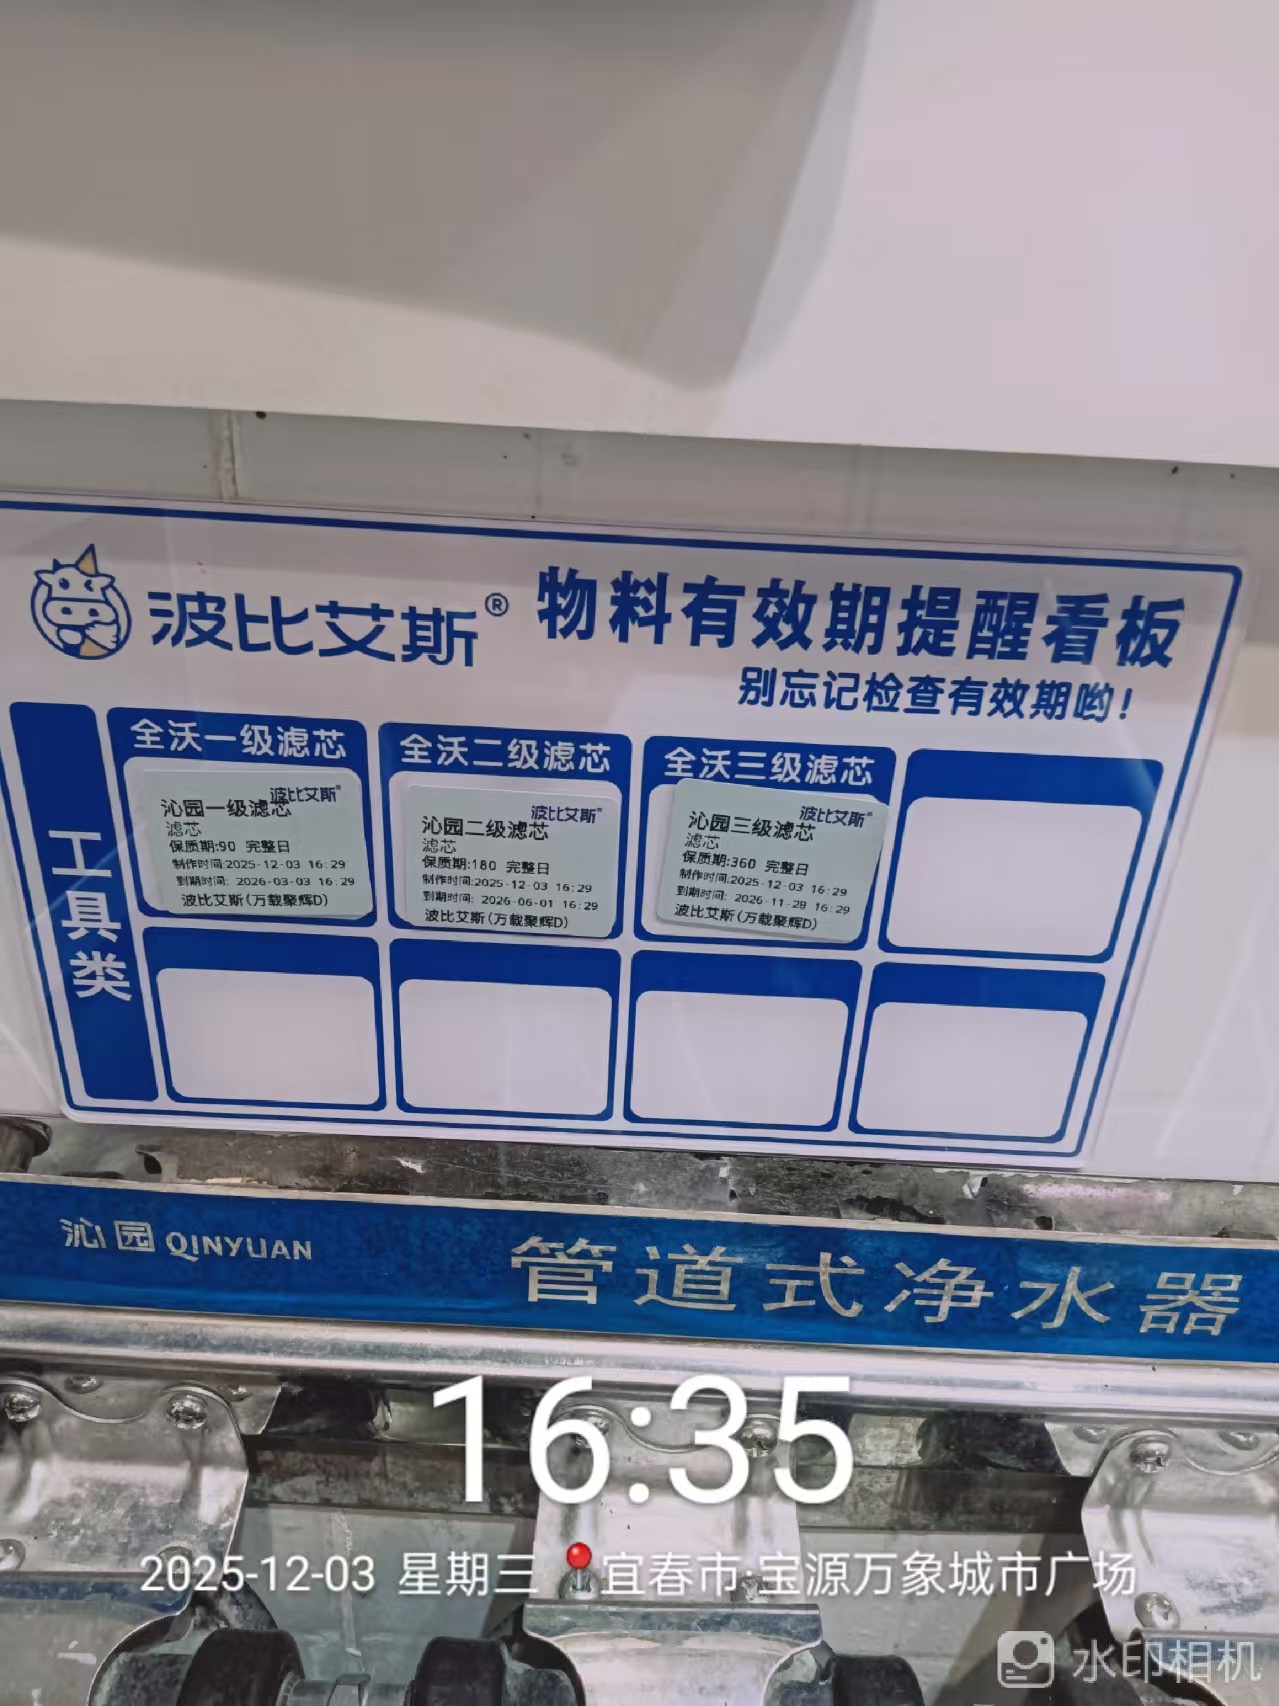 波比艾斯®
物料有效期提醒看板
别忘记检查有效期哟!
工具类
全沃一级滤芯
波比艾斯®
沁园一级滤芯
滤芯
保质期:90 完整日
制作时间:2025-12-03 16:29
到期时间: 2026-03-03 16:29
波比艾斯(万载聚辉D)
全沃二级滤芯
波比艾斯®
沁园二级滤芯
滤芯
保质期:180 完整日
制作时间:2025-12-03 16:29
到期时间: 2026-06-01 16:29
波比艾斯(万载聚辉D)
全沃三级滤芯
波比艾斯®
沁园三级滤芯
滤芯
保质期:360 完整日
制作时间:2025-12-03 16:29
到期时间: 2026-11-28 16:29
波比艾斯(万载聚辉D)
沁园 QINYUAN 管道式净水器
16:35
2025-12-03 星期三 宜春市·宝源万象城市广场
水印相机